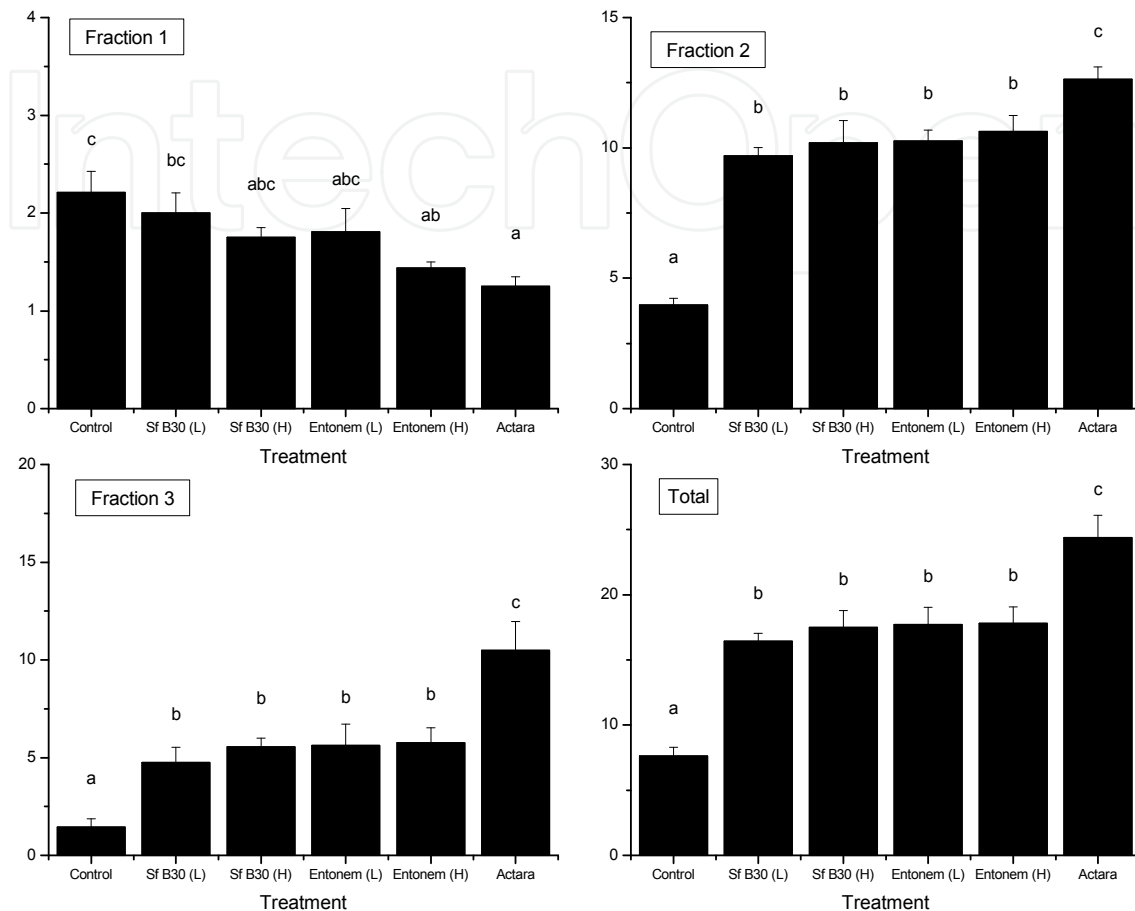 IntechOpen
Fraction 1
4
3
2
1
0
c
bc
abc
abc
ab
a
Control Sf B30 (L) Sf B30 (H) Entonem (L) Entonem (H) Actara
Treatment
Fraction 2
15
10
5
0
a
b
b
b
b
c
Control Sf B30 (L) Sf B30 (H) Entonem (L) Entonem (H) Actara
Treatment
Fraction 3
20
15
10
5
0
a
b
b
b
b
c
Control Sf B30 (L) Sf B30 (H) Entonem (L) Entonem (H) Actara
Treatment
Total
30
20
10
0
a
b
b
b
b
c
Control Sf B30 (L) Sf B30 (H) Entonem (L) Entonem (H) Actara
Treatment